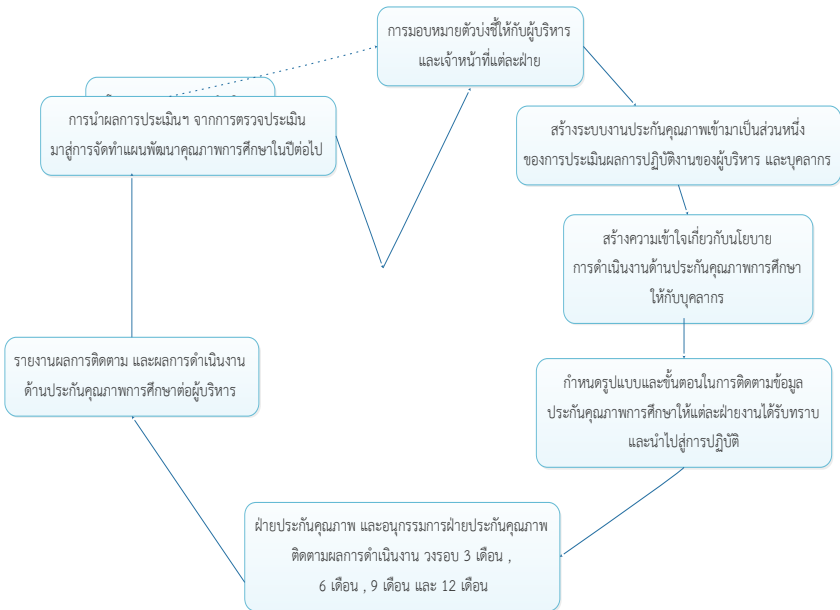 การมอบหมายตัวบ่งชี้ให้กับผู้บริหาร
และเจ้าหน้าที่แต่ละฝ่าย
สร้างระบบงานประกันคุณภาพเข้ามาเป็นส่วนหนึ่ง
ของการประเมินผลการปฏิบัติงานของผู้บริหาร และบุคลากร
สร้างความเข้าใจเกี่ยวกับนโยบาย
การดำเนินงานด้านประกันคุณภาพการศึกษา
ให้กับบุคลากร
กำหนดรูปแบบและขั้นตอนในการติดตามข้อมูล
ประกันคุณภาพการศึกษาให้แต่ละฝ่ายงานได้รับทราบ
และนำไปสู่การปฏิบัติ
ฝ่ายประกันคุณภาพ และอนุกรรมการฝ่ายประกันคุณภาพ
ติดตามผลการดำเนินงาน วงรอบ 3 เดือน ,
6 เดือน , 9 เดือน และ 12 เดือน
รายงานผลการติดตาม และผลการดำเนินงาน
ด้านประกันคุณภาพการศึกษาต่อผู้บริหาร
การนำผลการประเมินฯ จากการตรวจประเมิน
มาสู่การจัดทำแผนพัฒนาคุณภาพการศึกษาในปีต่อไป